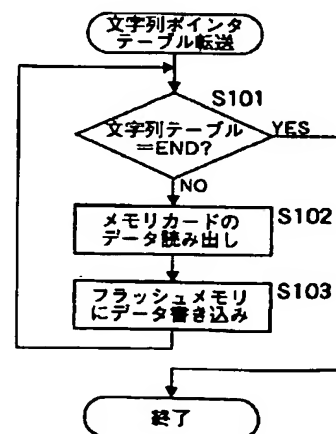 文字列ポインタ
テーブル転送
S101
文字列テーブル
=END?
YES
NO
メモリカードの
データ読み出し
S102
フラッシュメモリ
にデータ書き込み
S103
終了